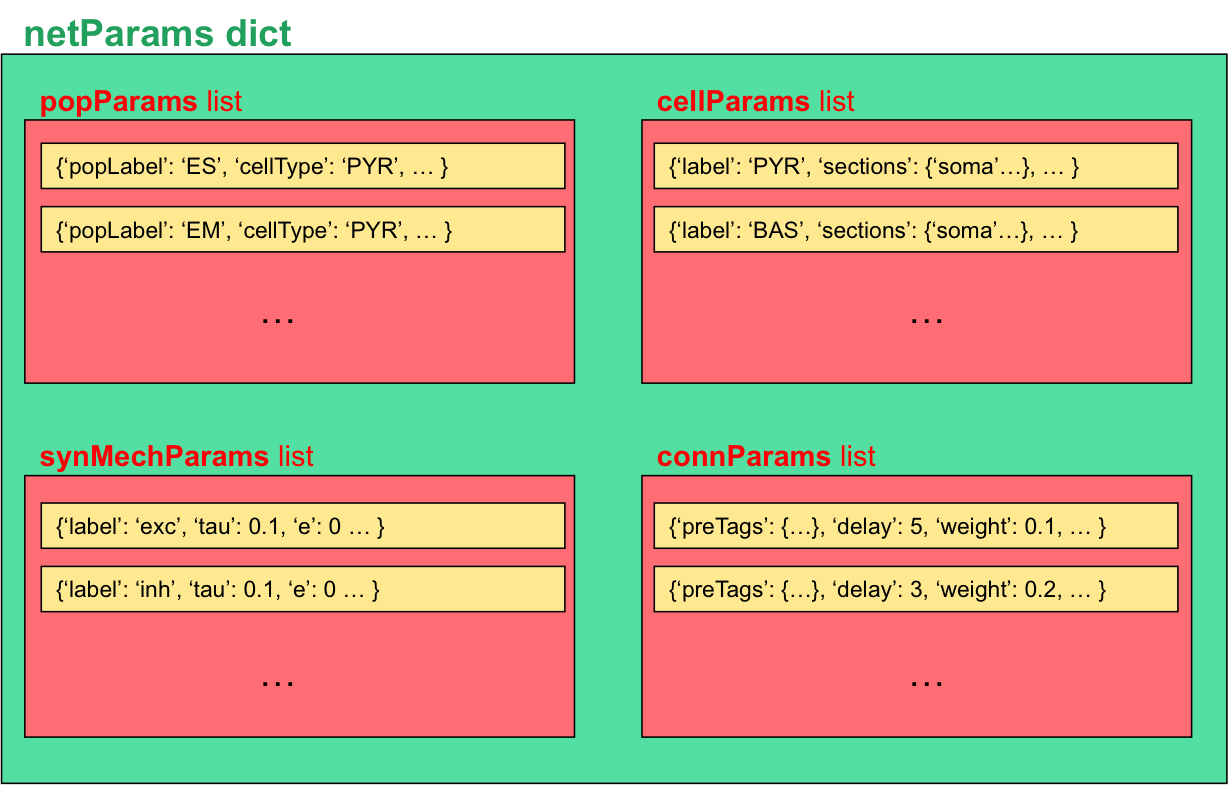 netParams dict
popParams list
{‘popLabel’: ‘ES’, ‘cellType’: ‘PYR’, … }
{‘popLabel’: ‘EM’, ‘cellType’: ‘PYR’, … }
…
cellParams list
{‘label’: ‘PYR’, ‘sections’: {‘soma’…}, … }
{‘label’: ‘BAS’, ‘sections’: {‘soma’…}, … }
…
synMechParams list
{‘label’: ‘exc’, ‘tau’: 0.1, ‘e’: 0 … }
{‘label’: ‘inh’, ‘tau’: 0.1, ‘e’: 0 … }
…
connParams list
{‘preTags’: {…}, ‘delay’: 5, ‘weight’: 0.1, … }
{‘preTags’: {…}, ‘delay’: 3, ‘weight’: 0.2, … }
…